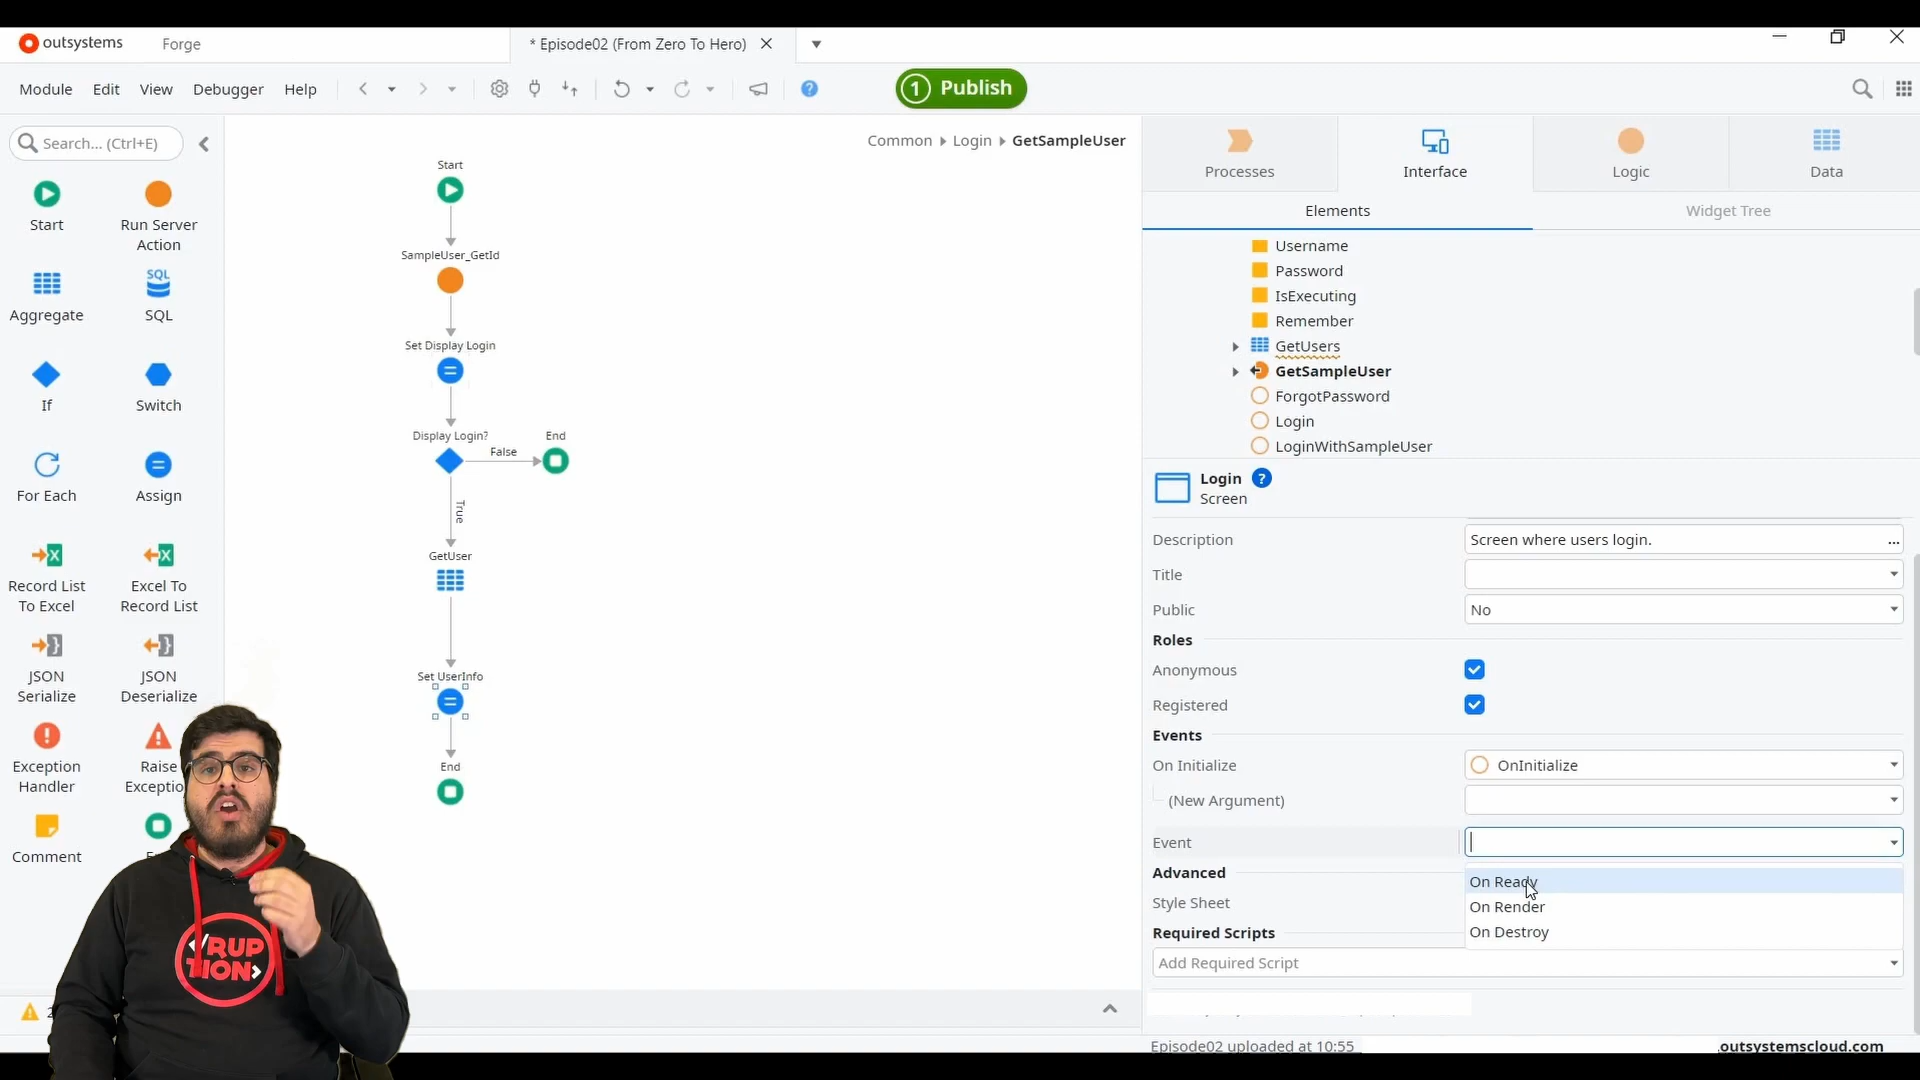 outsystems
Forge
* Episode02 (From Zero To Hero)
Module
Edit
View
Debugger
Help
1 Publish
Search... (Ctrl+E)
Start
Run Server
Action
Aggregate
SQL
SQL
If
Switch
For Each
Assign
Record List
To Excel
Excel To
Record List
JSON
Serialize
JSON
Deserialize
Exception
Handler
Raise
Exceptio
Comment
Common
Login
GetSampleUser
Start
SampleUser_GetId
Set Display Login
Display Login?
False
End
True
GetUser
Set UserInfo
End
</RUP
TION>
Processes
Interface
Logic
Data
Elements
Widget Tree
Username
Password
IsExecuting
Remember
GetUsers
GetSampleUser
ForgotPassword
Login
LoginWithSampleUser
Login
Screen
Description
Screen where users login.
...
Title
Public
No
Roles
Anonymous
Registered
Events
On Initialize
OnInitialize
(New Argument)
Event
On Ready
On Render
On Destroy
Advanced
Style Sheet
Required Scripts
Add Required Script
Episode02 uploaded at 10:55
.outsystemscloud.com